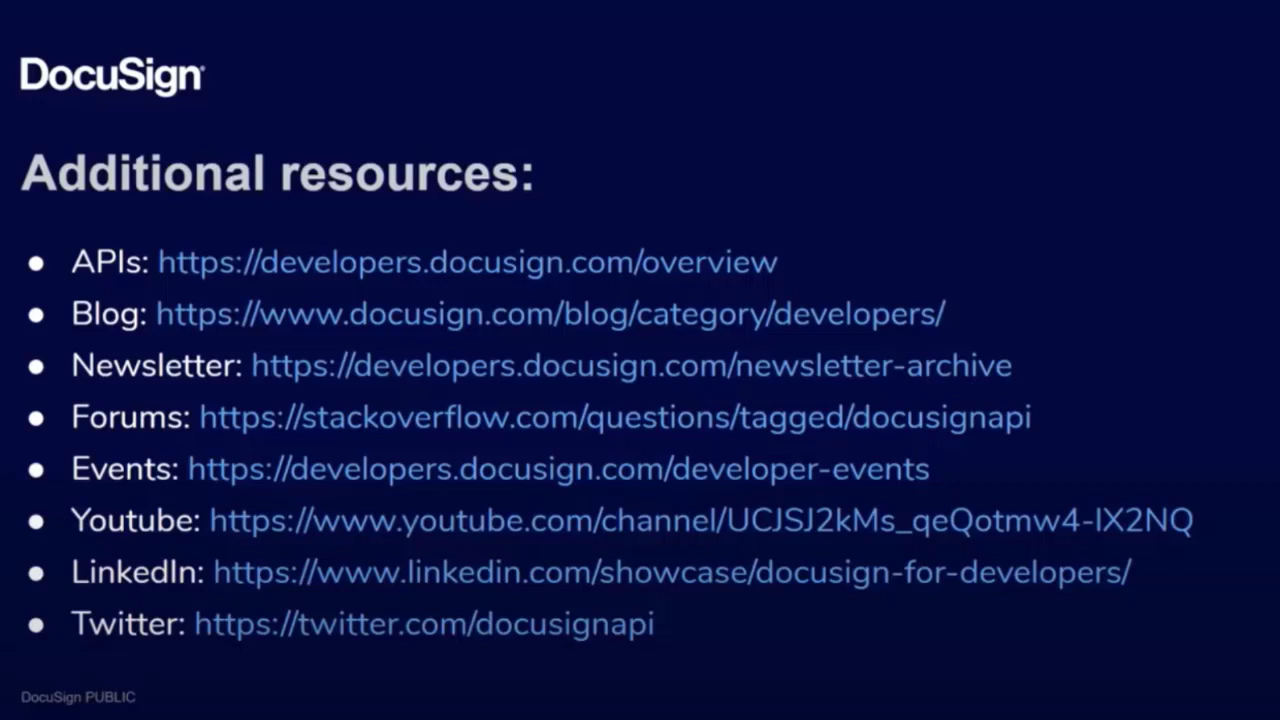 DocuSign
Additional resources:
● APIs: https://developers.docusign.com/overview
● Blog: https://www.docusign.com/blog/category/developers/
● Newsletter: https://developers.docusign.com/newsletter-archive
● Forums: https://stackoverflow.com/questions/tagged/docusignapi
● Events: https://developers.docusign.com/developer-events
● Youtube: https://www.youtube.com/channel/UCJSJ2kMs_qeQotmw4-lX2NQ
● LinkedIn: https://www.linkedin.com/showcase/docusign-for-developers/
● Twitter: https://twitter.com/docusignapi
DocuSign PUBLIC